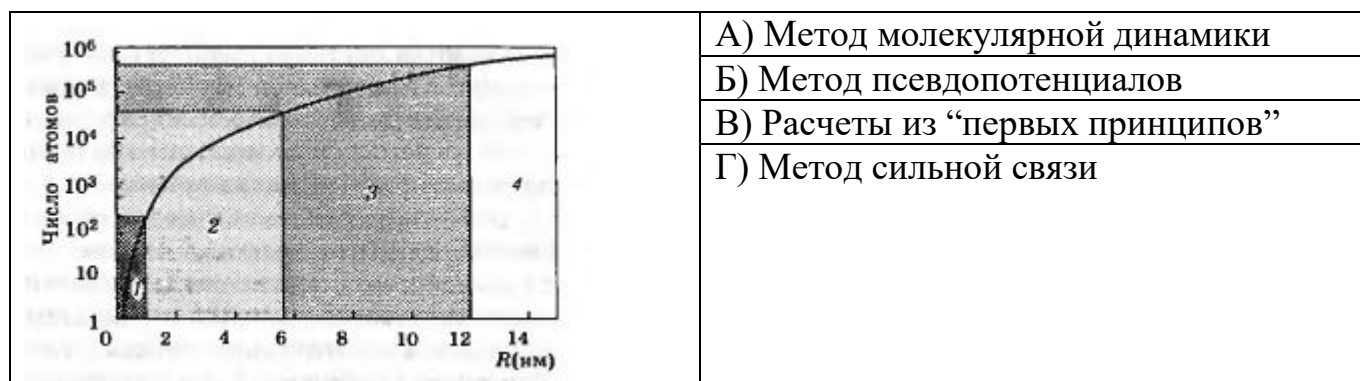 10⁶
10⁵
10⁴
10³
10²
10
1
Число атомов
1
2
3
4
0 2 4 6 8 10 12 14
R(нм)
А) Метод молекулярной динамики
Б) Метод псевдопотенциалов
В) Расчеты из “первых принципов”
Г) Метод сильной связи